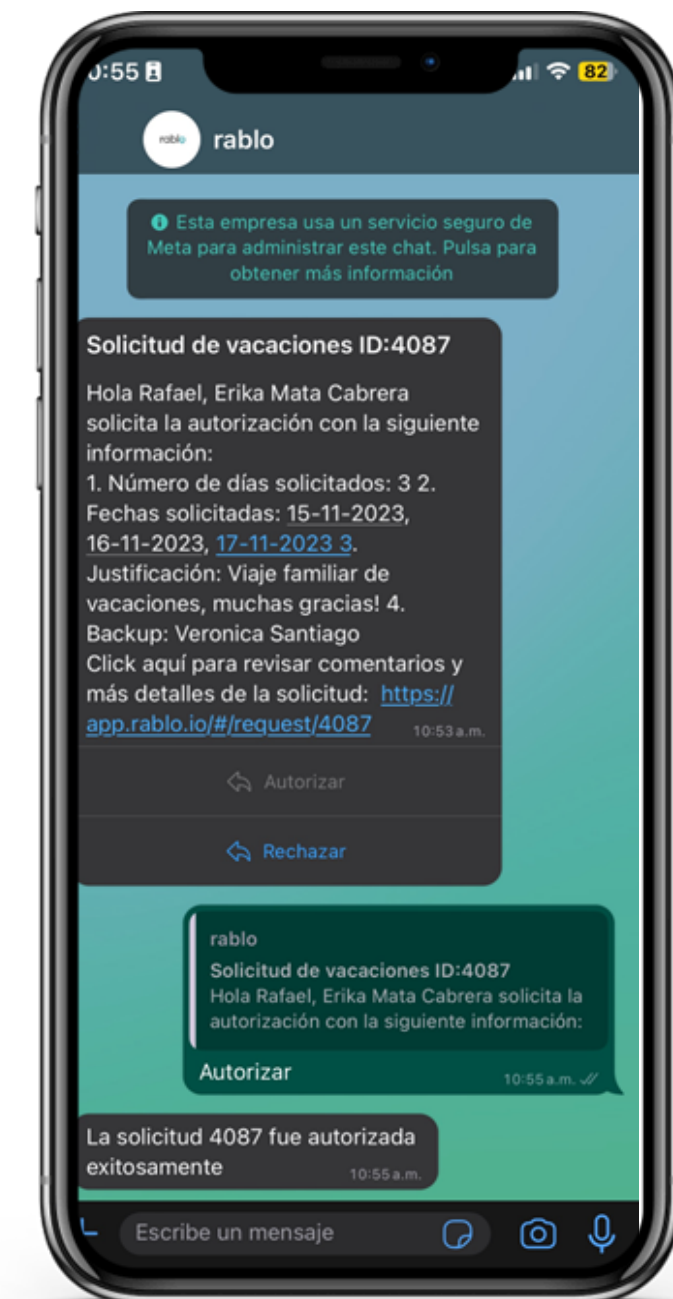 0:55
82
rablo
rablo
Esta empresa usa un servicio seguro de
Meta para administrar este chat. Pulsa para
obtener más información
Solicitud de vacaciones ID:4087
Hola Rafael, Erika Mata Cabrera
solicita la autorización con la siguiente
información:
1. Número de días solicitados: 3 2.
Fechas solicitadas: 15-11-2023,
16-11-2023, 17-11-2023 3.
Justificación: Viaje familiar de
vacaciones, muchas gracias! 4.
Backup: Veronica Santiago
Click aquí para revisar comentarios y
más detalles de la solicitud: https://
app.rablo.io/#/request/4087 10:53 a.m.
Autorizar
Rechazar
rablo
Solicitud de vacaciones ID:4087
Hola Rafael, Erika Mata Cabrera solicita la
autorización con la siguiente información:
Autorizar 10:55 a.m.
La solicitud 4087 fue autorizada
exitosamente 10:55 a.m.
Escribe un mensaje